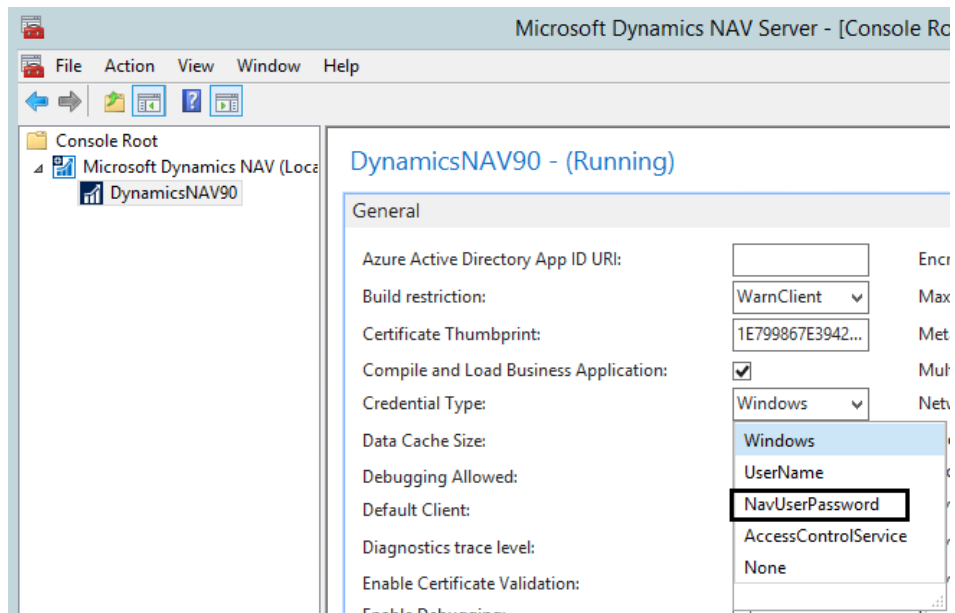 Microsoft Dynamics NAV Server - [Console Ro
File Action View Window Help
Console Root
Microsoft Dynamics NAV (Loca
DynamicsNAV90
DynamicsNAV90 - (Running)
General
Azure Active Directory App ID URI: Encr
Build restriction: WarnClient Max
Certificate Thumbprint: 1E799867E3942... Met
Compile and Load Business Application: Mul
Credential Type: Windows Netw
Data Cache Size:
Windows
Debugging Allowed:
UserName
Default Client:
NavUserPassword
Diagnostics trace level:
AccessControlService
Enable Certificate Validation:
None
Enable Debugging: